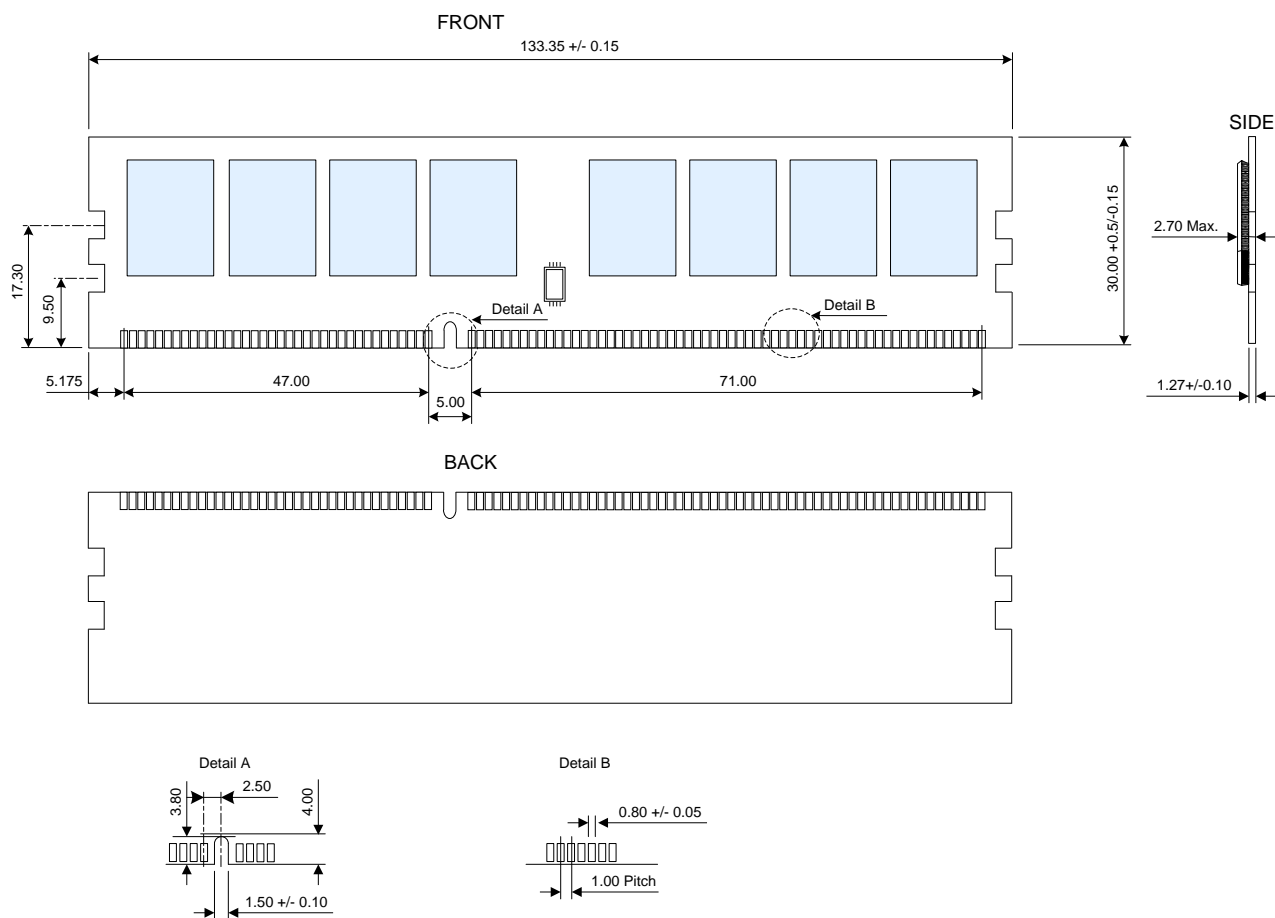 FRONT
133.35 +/- 0.15
SIDE
17.30
9.50
30.00 +0.5/-0.15
2.70 Max.
Detail A
Detail B
5.175
47.00
71.00
5.00
1.27+/-0.10
BACK
Detail A
3.80
2.50
4.00
1.50 +/- 0.10
Detail B
0.80 +/- 0.05
1.00 Pitch